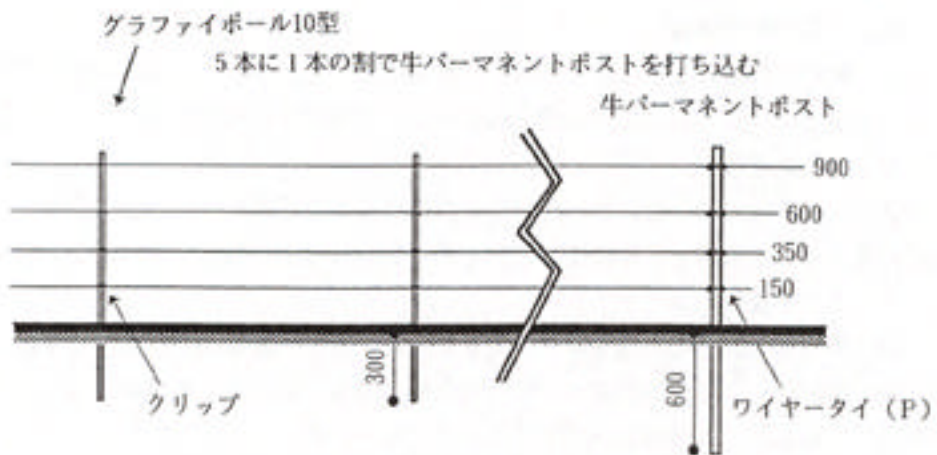 グラファイポール10型
5本に1本の割で牛パーマネントポストを打ち込む
牛パーマネントポスト
900
600
350
150
300
600
クリップ
ワイヤータイ(P)